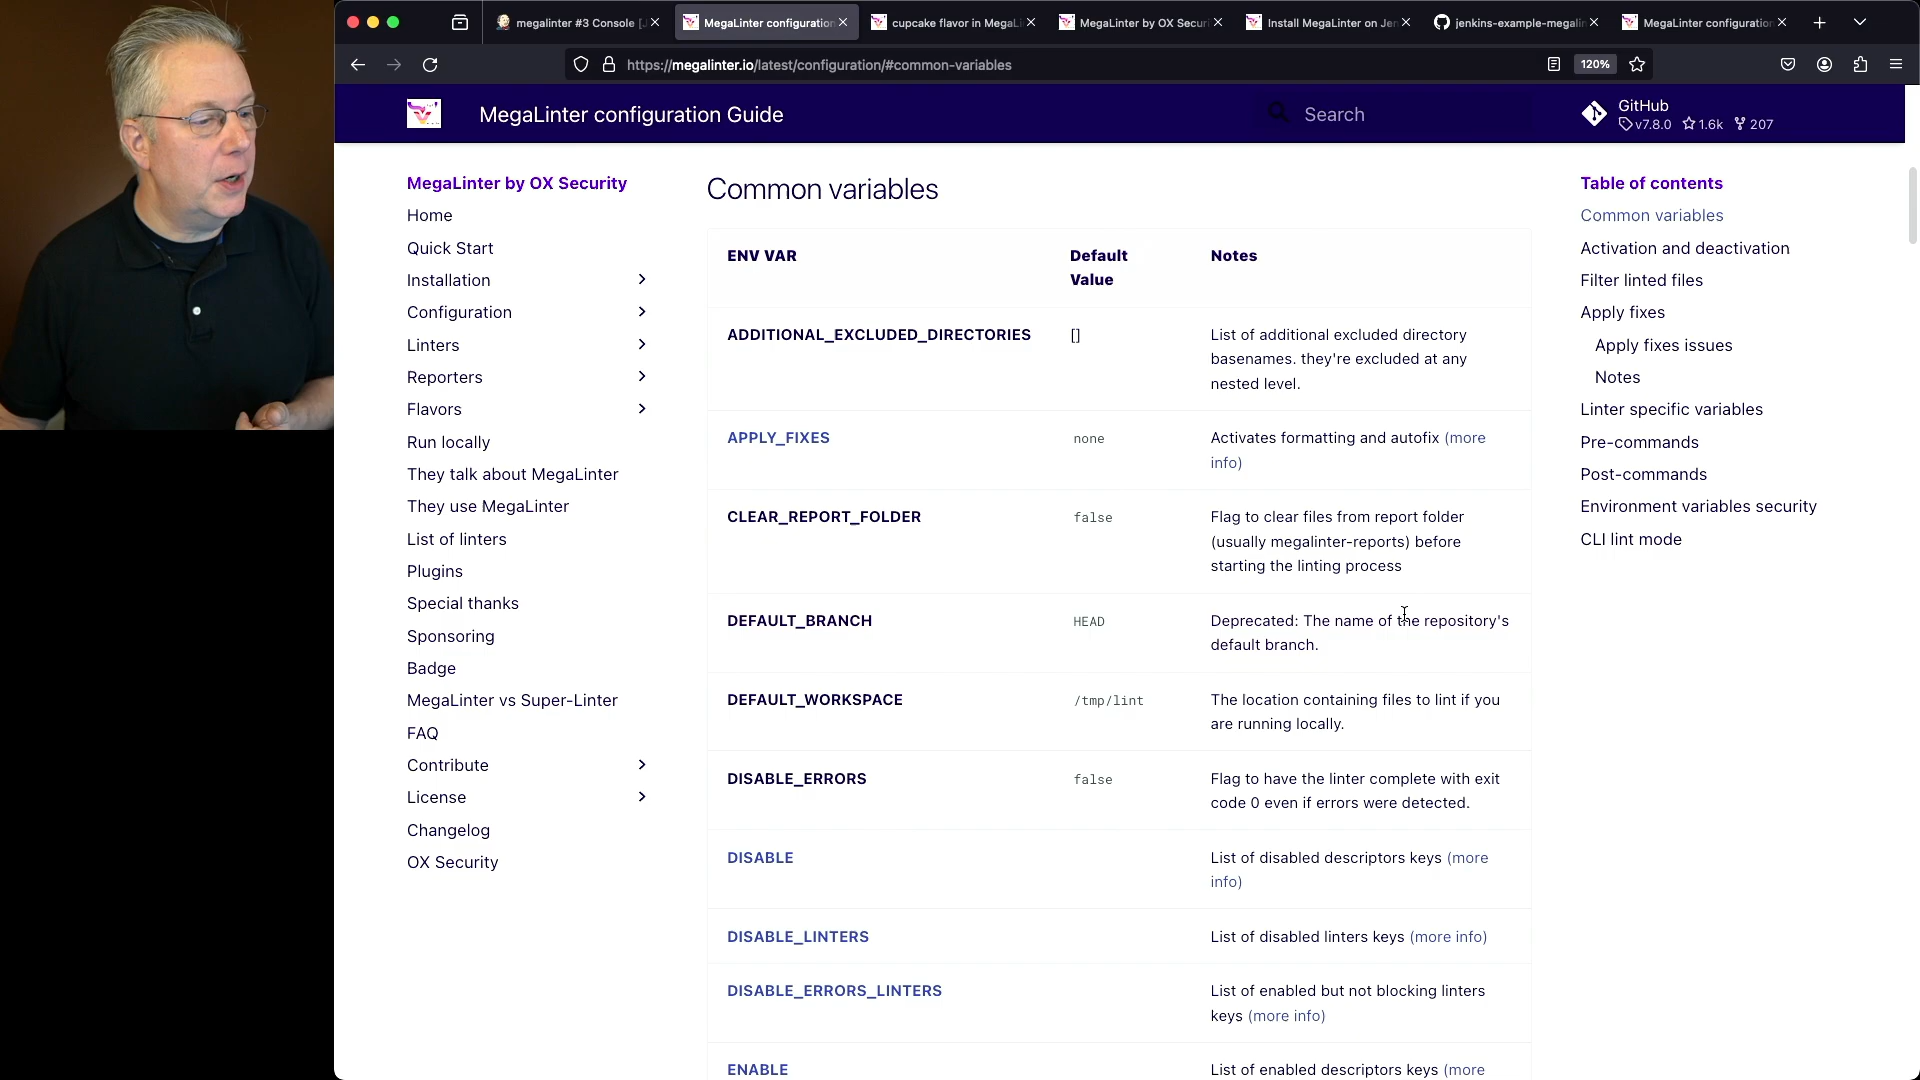 megalinter #3 Console [J
MegaLinter configuration
cupcake flavor in MegaLi
MegaLinter by OX Securi
Install MegaLinter on Jen
jenkins-example-megalin
MegaLinter configuration
https://megalinter.io/latest/configuration/#common-variables
120%
MegaLinter configuration Guide
Search
GitHub
v7.8.0 1.6k 207
MegaLinter by OX Security
Home
Quick Start
Installation
Configuration
Linters
Reporters
Flavors
Run locally
They talk about MegaLinter
They use MegaLinter
List of linters
Plugins
Special thanks
Sponsoring
Badge
MegaLinter vs Super-Linter
FAQ
Contribute
License
Changelog
OX Security
Common variables
ENV VAR
Default
Value
Notes
ADDITIONAL_EXCLUDED_DIRECTORIES
[]
List of additional excluded directory
basenames. they're excluded at any
nested level.
APPLY_FIXES
none
Activates formatting and autofix (more
info)
CLEAR_REPORT_FOLDER
false
Flag to clear files from report folder
(usually megalinter-reports) before
starting the linting process
DEFAULT_BRANCH
HEAD
Deprecated: The name of the repository's
default branch.
DEFAULT_WORKSPACE
/tmp/lint
The location containing files to lint if you
are running locally.
DISABLE_ERRORS
false
Flag to have the linter complete with exit
code 0 even if errors were detected.
DISABLE
List of disabled descriptors keys (more
info)
DISABLE_LINTERS
List of disabled linters keys (more info)
DISABLE_ERRORS_LINTERS
List of enabled but not blocking linters
keys (more info)
ENABLE
List of enabled descriptors keys (more
Table of contents
Common variables
Activation and deactivation
Filter linted files
Apply fixes
Apply fixes issues
Notes
Linter specific variables
Pre-commands
Post-commands
Environment variables security
CLI lint mode